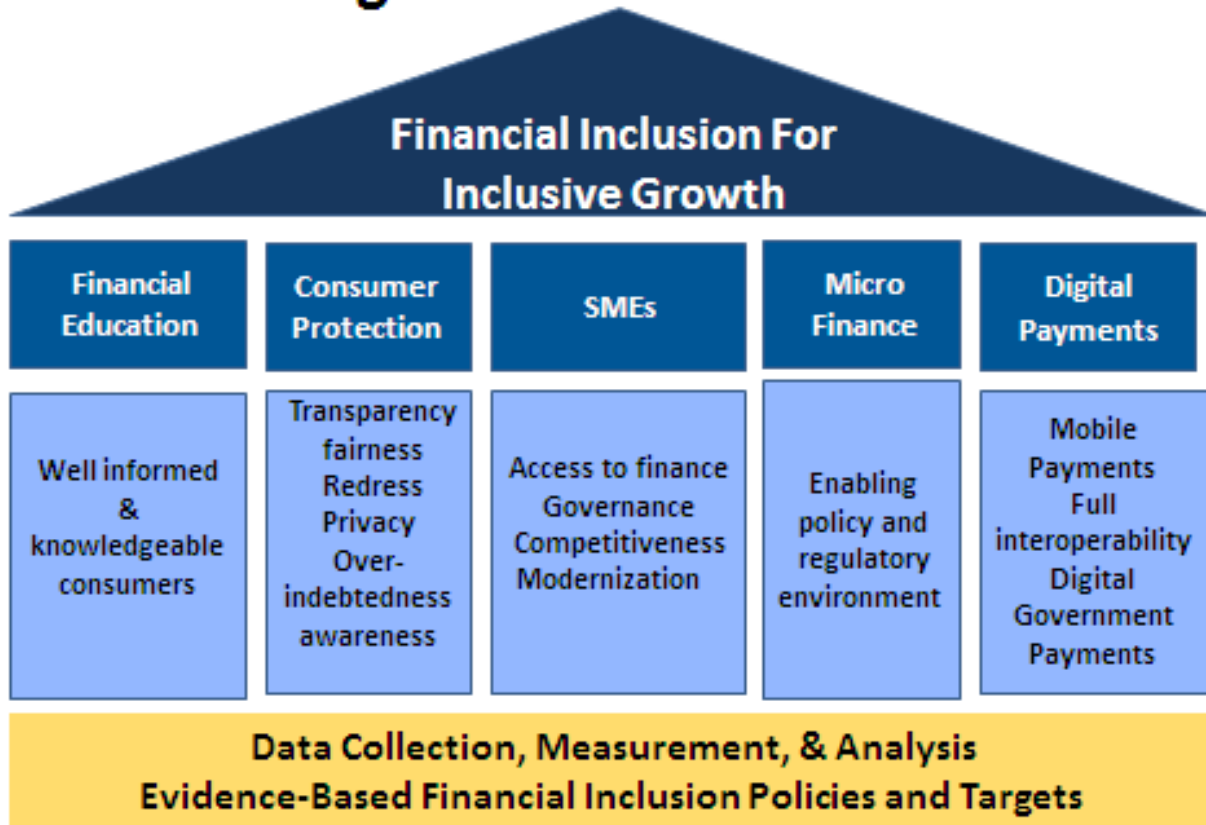 Financial Inclusion For
Inclusive Growth
Financial
Education
Consumer
Protection
SMEs
Micro
Finance
Digital
Payments
Well informed
&
knowledgeable
consumers
Transparency
fairness
Redress
Privacy
Over-
indebtedness
awareness
Access to finance
Governance
Competitiveness
Modernization
Enabling
policy and
regulatory
environment
Mobile
Payments
Full
interoperability
Digital
Government
Payments
Data Collection, Measurement, & Analysis
Evidence-Based Financial Inclusion Policies and Targets